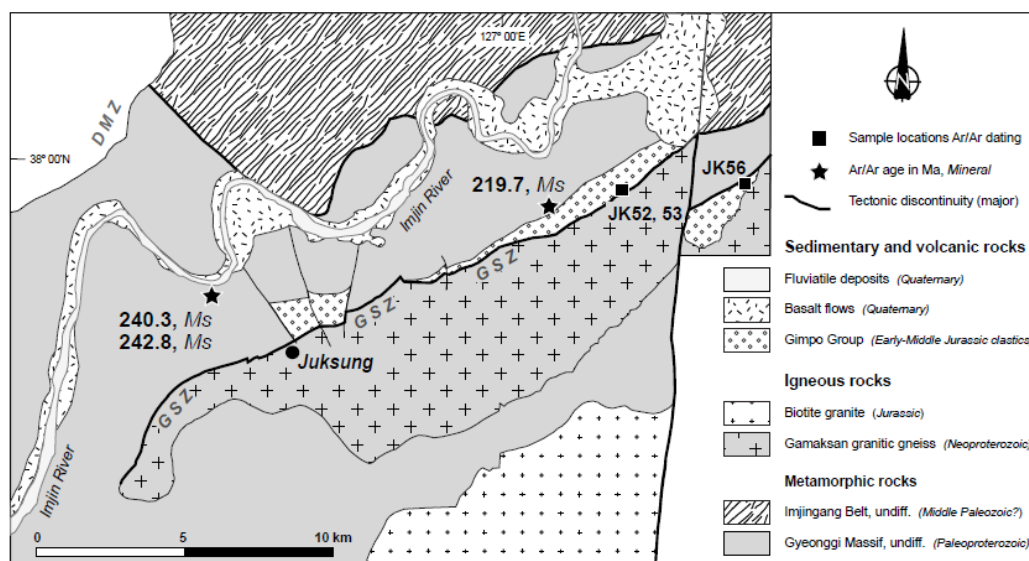 127° 00'E
DMZ
38° 00'N
N
Sample locations Ar/Ar dating
Ar/Ar age in Ma, Mineral
Tectonic discontinuity (major)
Sedimentary and volcanic rocks
Fluviatile deposits (Quaternary)
Basalt flows (Quaternary)
Gimpo Group (Early-Middle Jurassic clastics)
Igneous rocks
Biotite granite (Jurassic)
Gamaksan granitic gneiss (Neoproterozoic)
Metamorphic rocks
Imjingang Belt, undiff. (Middle Paleozoic?)
Gyeonggi Massif, undiff. (Paleoproterozoic)
JK56
219.7, Ms
Imjin River
JK52, 53
GSZ
240.3, Ms
242.8, Ms
GSZ
Juksung
GSZ
Imjin River
0 5 10 km